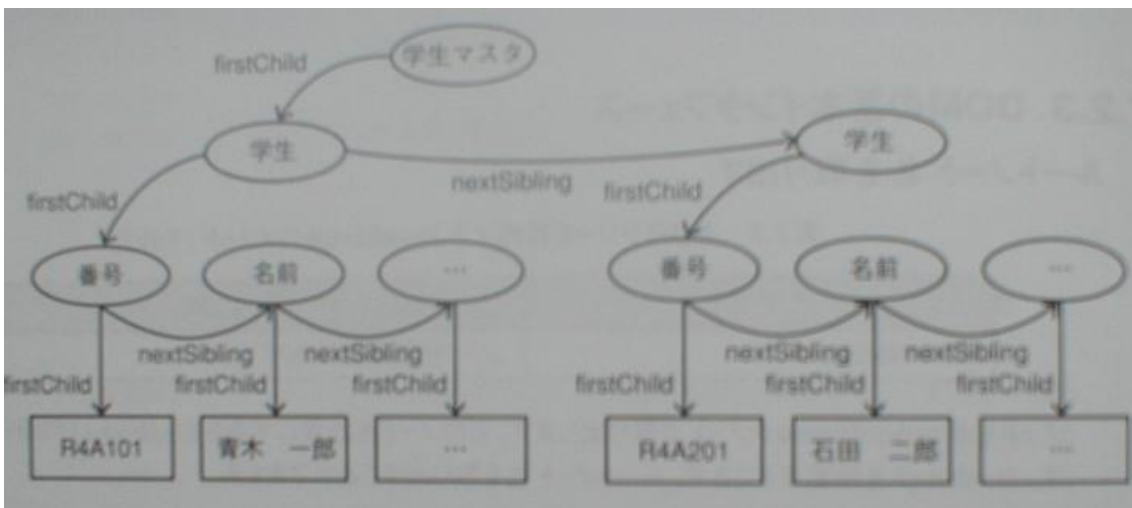 学生マスタ
firstChild
学生
学生
nextSibling
firstChild
firstChild
番号
名前
…
番号
名前
…
nextSibling
nextSibling
nextSibling
nextSibling
firstChild
firstChild
firstChild
firstChild
firstChild
firstChild
R4A101
青木 一郎
…
R4A201
石田 二郎
…